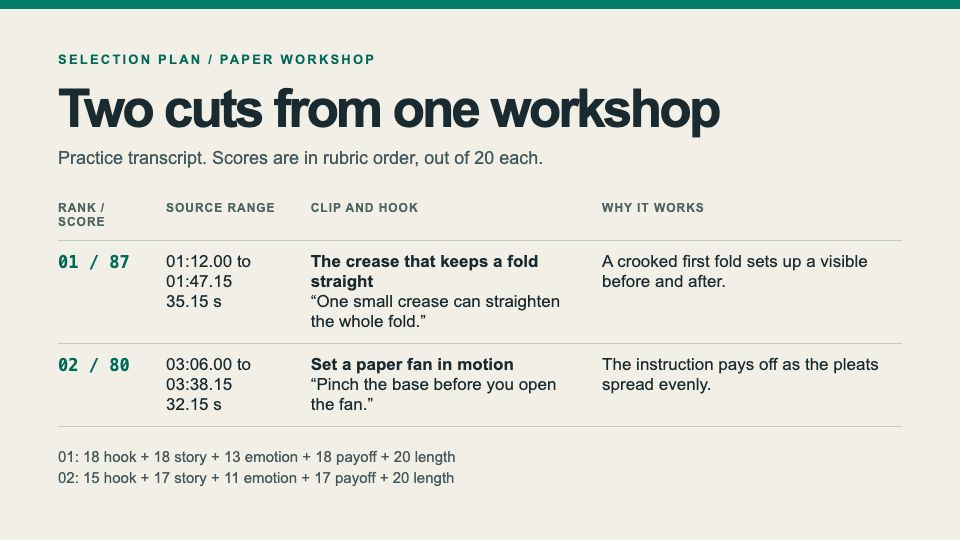 SELECTION PLAN / PAPER WORKSHOP
Two cuts from one workshop
Practice transcript. Scores are in rubric order, out of 20 each.
RANK /
SCORE
SOURCE RANGE
CLIP AND HOOK
WHY IT WORKS
01 / 87
01:12.00 to
01:47.15
35.15 s
The crease that keeps a fold
straight
“One small crease can straighten
the whole fold.”
A crooked first fold sets up a visible
before and after.
02 / 80
03:06.00 to
03:38.15
32.15 s
Set a paper fan in motion
“Pinch the base before you open
the fan.”
The instruction pays off as the pleats
spread evenly.
01: 18 hook + 18 story + 13 emotion + 18 payoff + 20 length
02: 15 hook + 17 story + 11 emotion + 17 payoff + 20 length